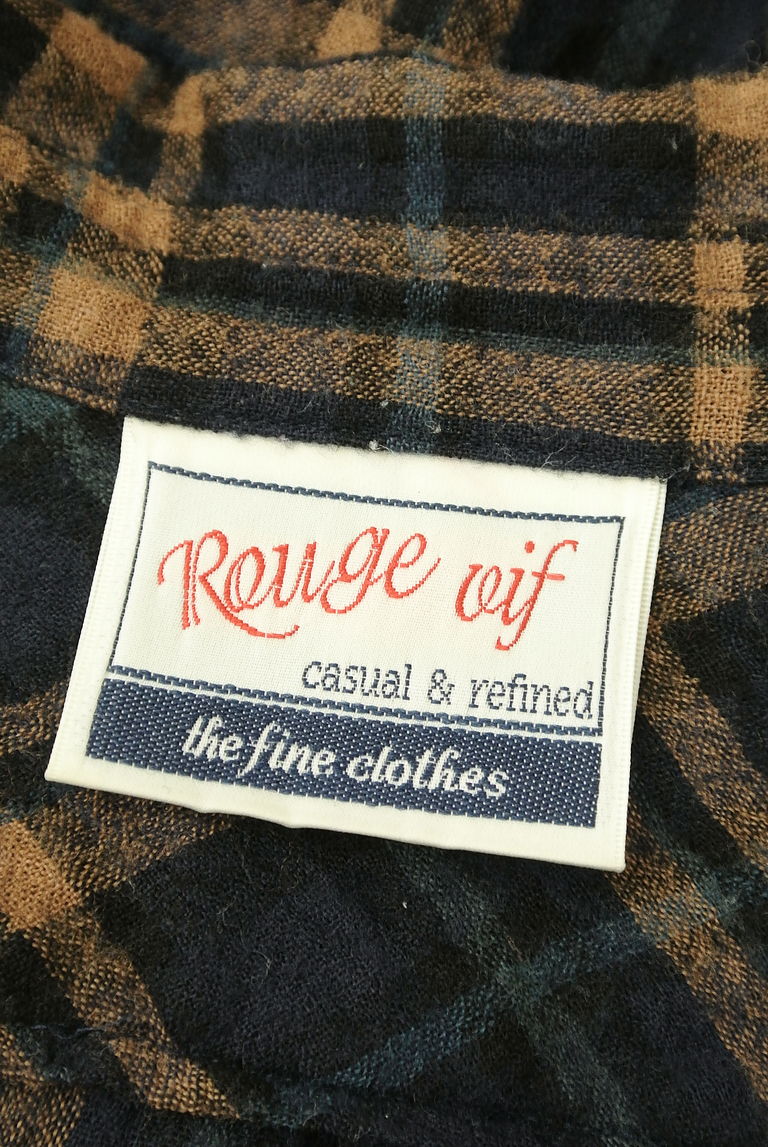 Rouge vif
casual & refined
the fine clothes